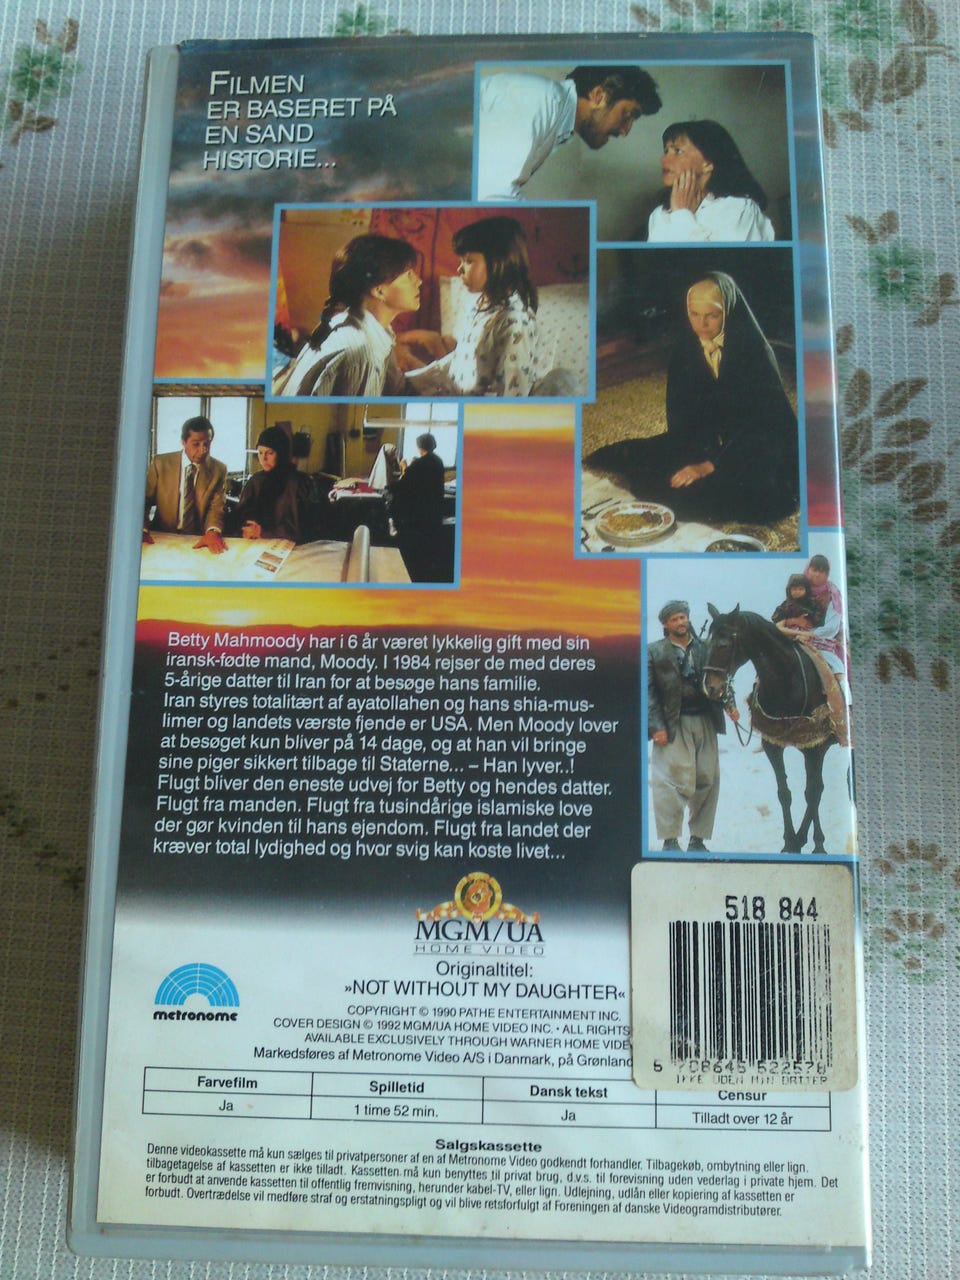 FILMEN
ER BASERET PÅ
EN SAND
HISTORIE...
Betty Mahmoody har i 6 år været lykkelig gift med sin
iransk-fødte mand, Moody. I 1984 rejser de med deres
5-årige datter til Iran for at besøge hans familie.
Iran styres totalitært af ayatollahen og hans shia-mus-
limer og landets værste fjende er USA. Men Moody lover
at besøget kun bliver på 14 dage, og at han vil bringe
sine piger sikkert tilbage til Staterne... – Han lyver..!
Flugt bliver den eneste udvej for Betty og hendes datter.
Flugt fra manden. Flugt fra tusindårige islamiske love
der gør kvinden til hans ejendom. Flugt fra landet der
kræver total lydighed og hvor svig kan koste livet...
MGM/UA
HOME VIDEO
metronome
Originaltitel:
»NOT WITHOUT MY DAUGHTER«
COPYRIGHT © 1990 PATHE ENTERTAINMENT INC.
COVER DESIGN © 1992 MGM/UA HOME VIDEO INC. • ALL RIGHTS
AVAILABLE EXCLUSIVELY THROUGH WARNER HOME VIDE
Markedsføres af Metronome Video A/S i Danmark, på Grønland
518 844
5 708645 522578
IKKE UDEN MIN DATTER
Farvefilm Spilletid Dansk tekst Censur
Ja 1 time 52 min. Ja Tilladt over 12 år
Salgskassette
Denne videokassette må kun sælges til privatpersoner af en af Metronome Video godkendt forhandler. Tilbagekøb, ombytning eller lign.
tilbagetagelse af kassetten er ikke tilladt. Kassetten må kun benyttes til privat brug, d.v.s. til forevisning uden vederlag i private hjem. Det
er forbudt at anvende kassetten til offentlig fremvisning, herunder kabel-TV, eller lign. Udlejning, udlån eller kopiering af kassetten er
forbudt. Overtrædelse vil medføre straf og erstatningspligt og vil blive retsforfulgt af Foreningen af danske Videogramdistributører.